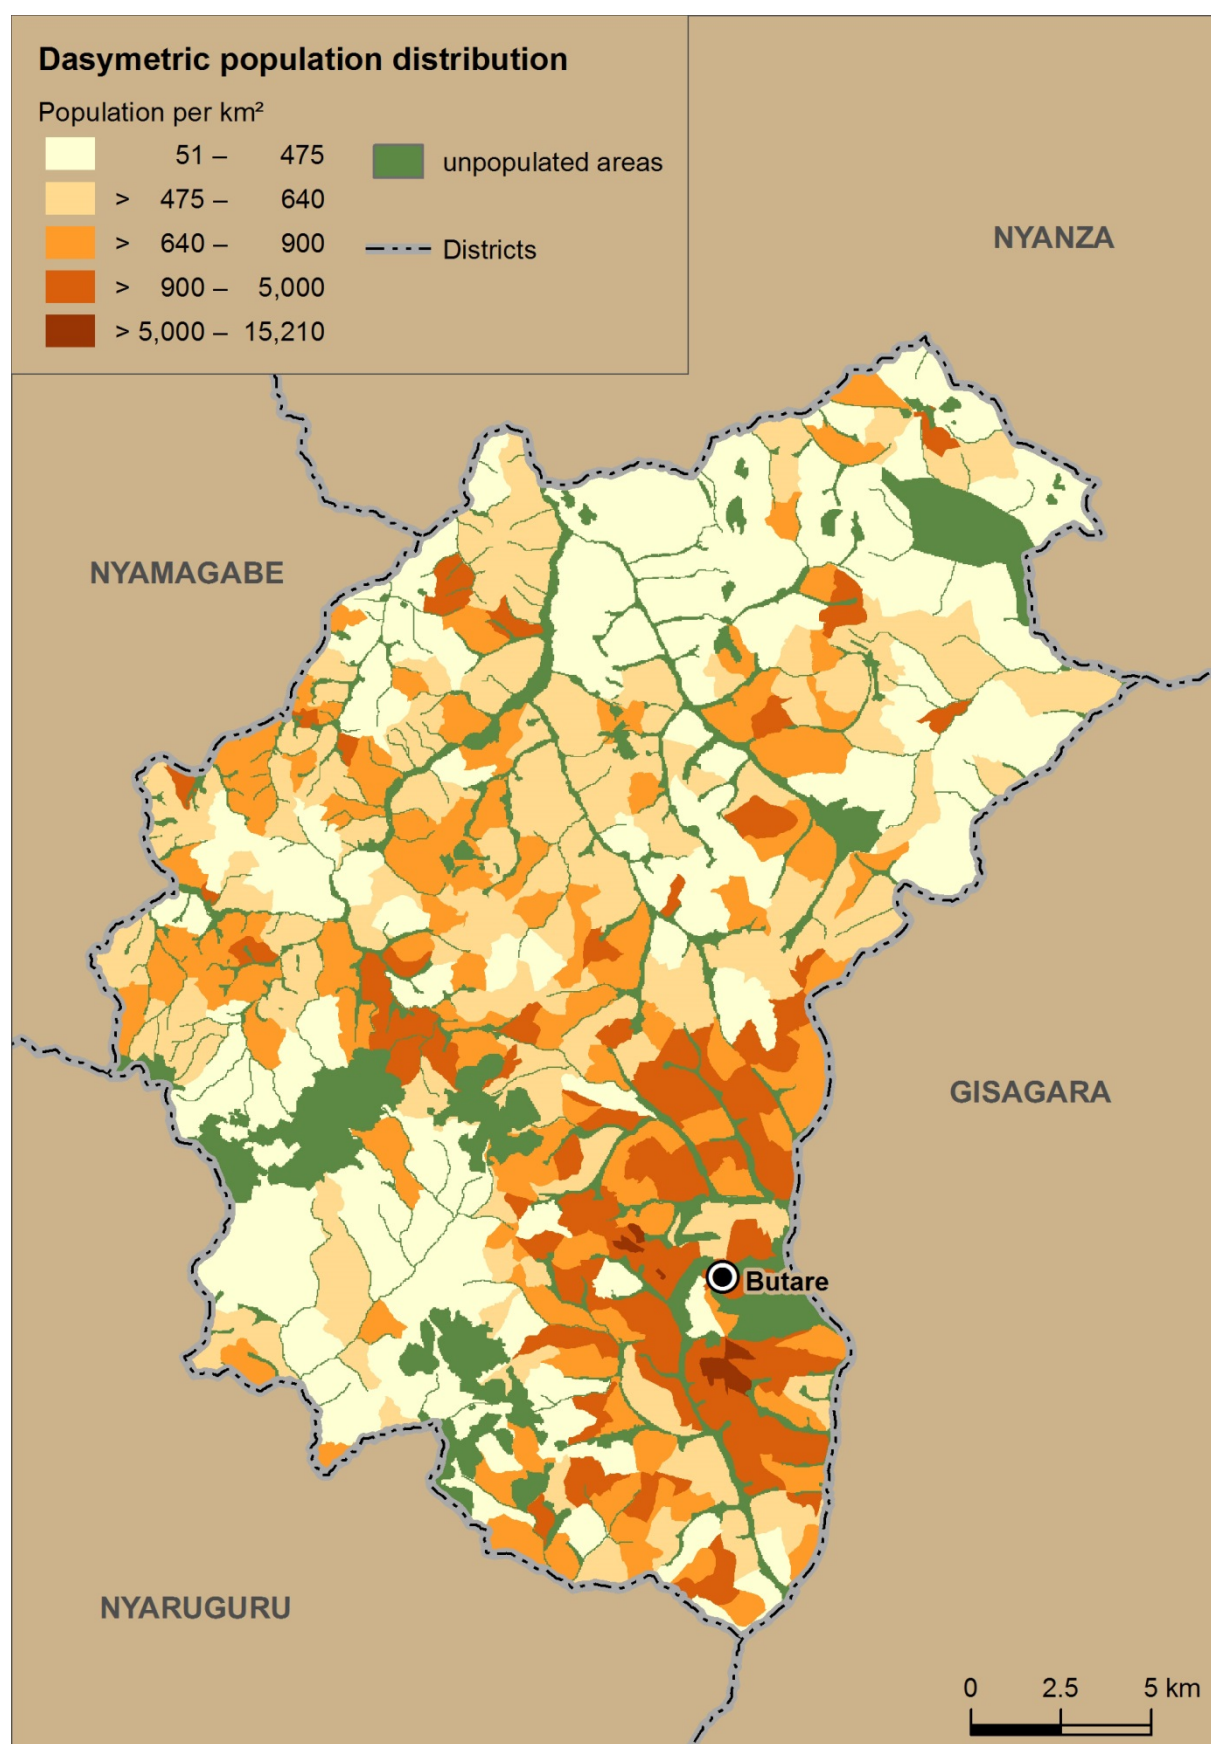 Dasymetric population distribution
Population per km²
51 – 475
> 475 – 640
> 640 – 900
> 900 – 5,000
> 5,000 – 15,210
unpopulated areas
Districts
NYANZA
NYAMAGABE
GISAGARA
Butare
NYARUGURU
0 2.5 5 km